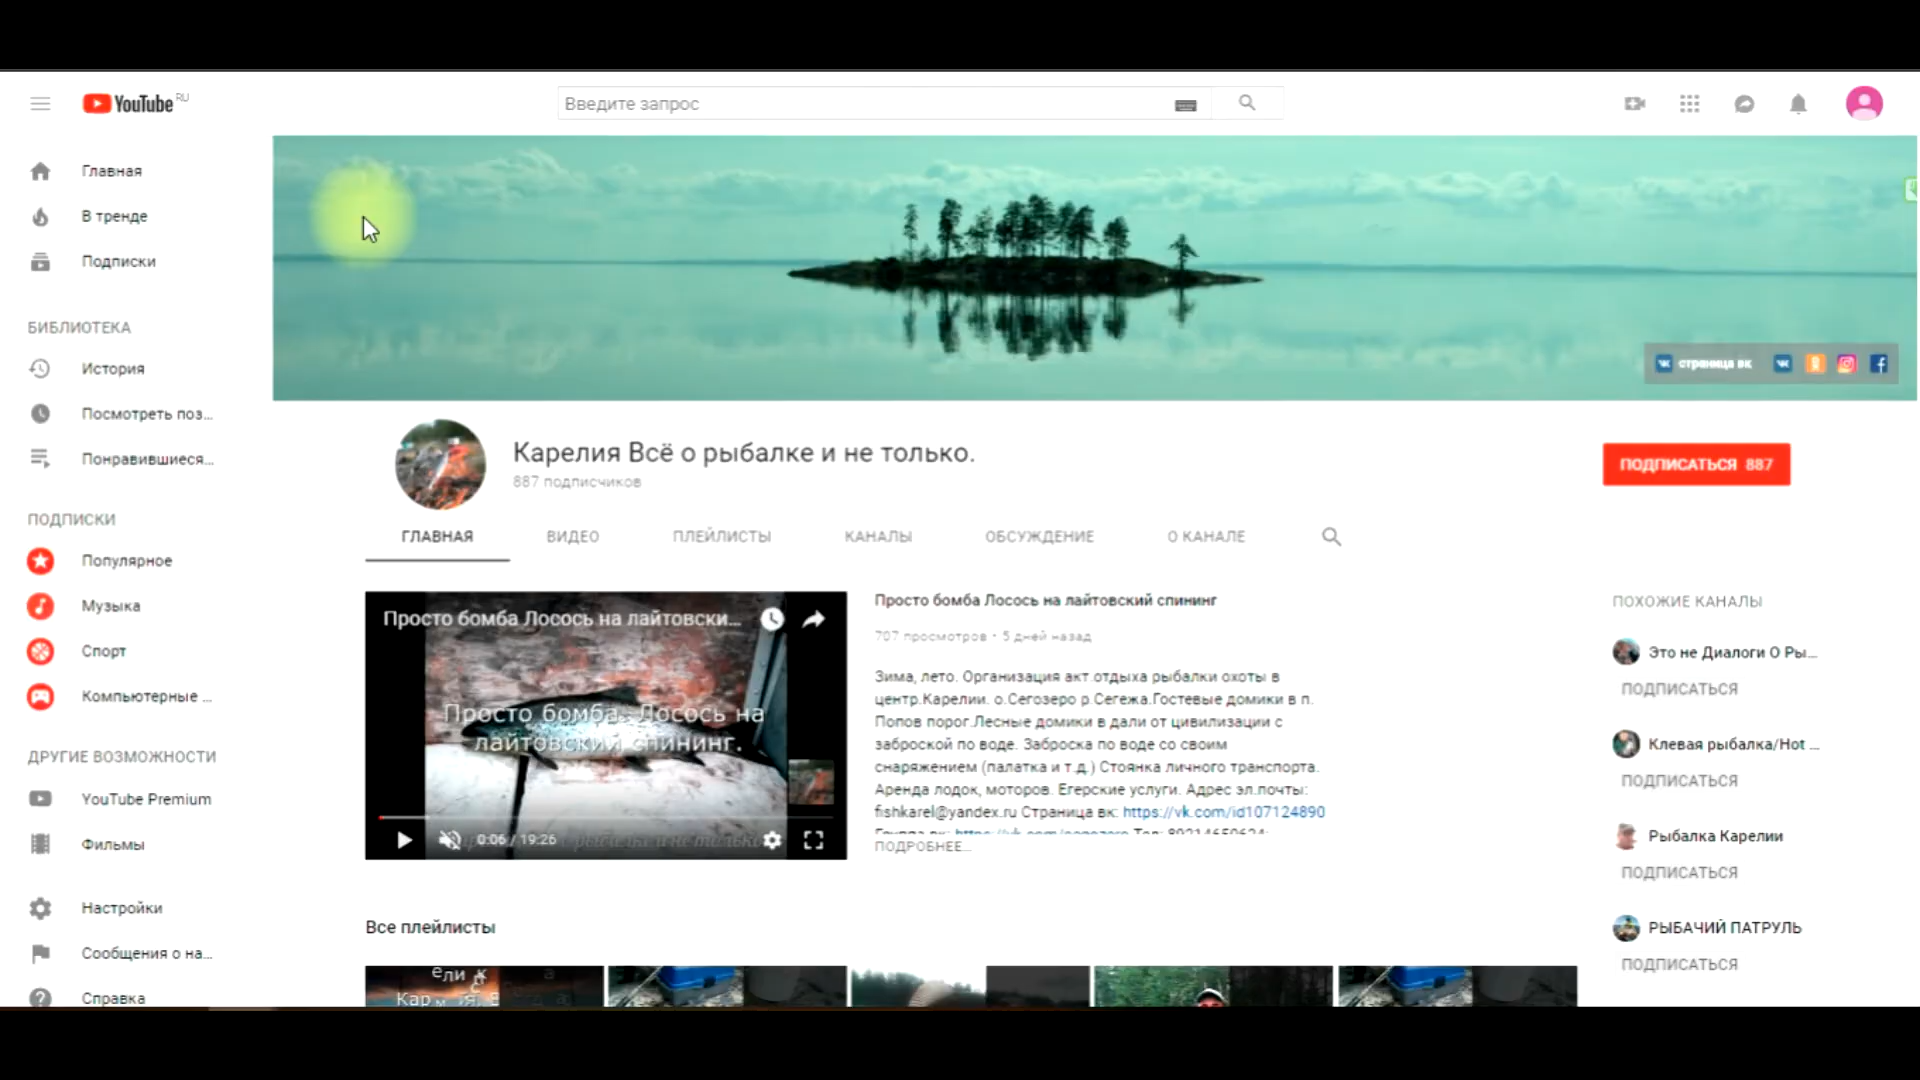 YouTube RU
Введите запрос
Главная
В тренде
Подписки
БИБЛИОТЕКА
История
Посмотреть поз...
Понравившиеся...
ПОДПИСКИ
Популярное
Музыка
Спорт
Компьютерные ...
ДРУГИЕ ВОЗМОЖНОСТИ
YouTube Premium
Фильмы
Настройки
Сообщения о на...
Справка
страница вк
Карелия Всё о рыбалке и не только.
887 подписчиков
ПОДПИСАТЬСЯ 887
ГЛАВНАЯ
ВИДЕО
ПЛЕЙЛИСТЫ
КАНАЛЫ
ОБСУЖДЕНИЕ
О КАНАЛЕ
Просто бомба Лосось на лайтовски...
Просто бомба. Лосось на
лайтовский спининг.
0:06 / 19:26
Просто бомба Лосось на лайтовский спининг
707 просмотров • 5 дней назад
Зима, лето. Организация акт.отдыха рыбалки охоты в
центр.Карелии. о.Сегозеро р.Сегежа.Гостевые домики в п.
Попов порог.Лесные домики в дали от цивилизации с
заброской по воде. Заброска по воде со своим
снаряжением (палатка и т.д.) Стоянка личного транспорта.
Аренда лодок, моторов. Егерские услуги. Адрес эл.почты:
fishkarel@yandex.ru Страница вк: https://vk.com/id107124890
ПОДРОБНЕЕ...
Все плейлисты
ПОХОЖИЕ КАНАЛЫ
Это не Диалоги О Ры...
ПОДПИСАТЬСЯ
Клевая рыбалка/Hot ...
ПОДПИСАТЬСЯ
Рыбалка Карелии
ПОДПИСАТЬСЯ
РЫБАЧИЙ ПАТРУЛЬ
ПОДПИСАТЬСЯ